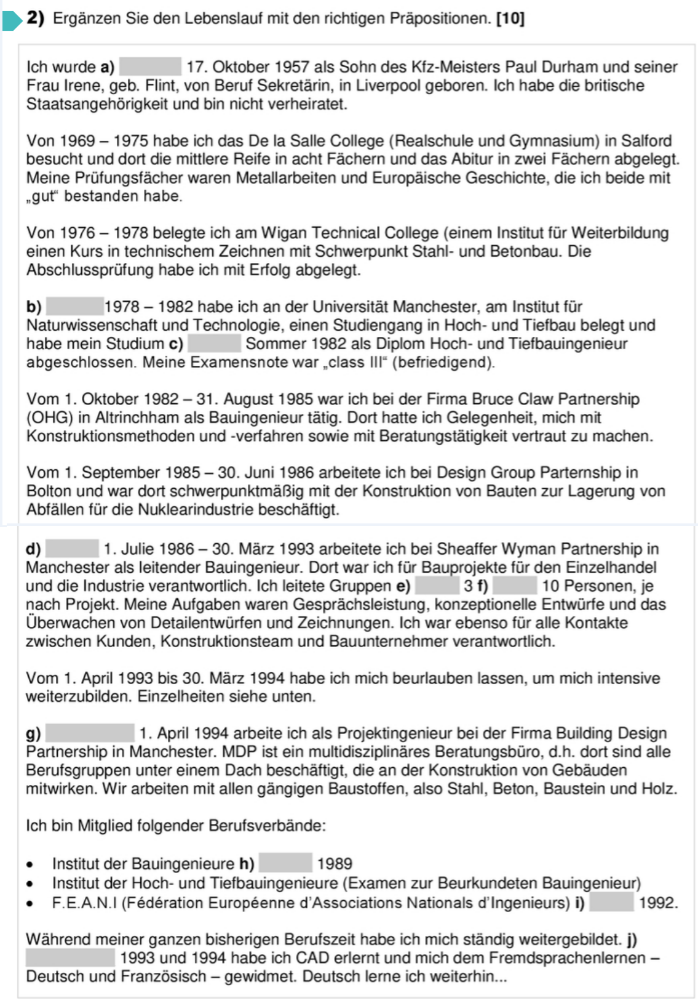 2) Ergänzen Sie den Lebenslauf mit den richtigen Präpositionen. [10]
Ich wurde a) 17. Oktober 1957 als Sohn des Kfz-Meisters Paul Durham und seiner
Frau Irene, geb. Flint, von Beruf Sekretärin, in Liverpool geboren. Ich habe die britische
Staatsangehörigkeit und bin nicht verheiratet.
Von 1969 – 1975 habe ich das De la Salle College (Realschule und Gymnasium) in Salford
besucht und dort die mittlere Reife in acht Fächern und das Abitur in zwei Fächern abgelegt.
Meine Prüfungsfächer waren Metallarbeiten und Europäische Geschichte, die ich beide mit
„gut“ bestanden habe.
Von 1976 – 1978 belegte ich am Wigan Technical College (einem Institut für Weiterbildung
einen Kurs in technischem Zeichnen mit Schwerpunkt Stahl- und Betonbau. Die
Abschlussprüfung habe ich mit Erfolg abgelegt.
b) 1978 – 1982 habe ich an der Universität Manchester, am Institut für
Naturwissenschaft und Technologie, einen Studiengang in Hoch- und Tiefbau belegt und
habe mein Studium c) Sommer 1982 als Diplom Hoch- und Tiefbauingenieur
abgeschlossen. Meine Examensnote war „class III“ (befriedigend).
Vom 1. Oktober 1982 – 31. August 1985 war ich bei der Firma Bruce Claw Partnership
(OHG) in Altrinchham als Bauingenieur tätig. Dort hatte ich Gelegenheit, mich mit
Konstruktionsmethoden und -verfahren sowie mit Beratungstätigkeit vertraut zu machen.
Vom 1. September 1985 – 30. Juni 1986 arbeitete ich bei Design Group Parternship in
Bolton und war dort schwerpunktmäßig mit der Konstruktion von Bauten zur Lagerung von
Abfällen für die Nuklearindustrie beschäftigt.
d) 1. Julie 1986 – 30. März 1993 arbeitete ich bei Sheaffer Wyman Partnership in
Manchester als leitender Bauingenieur. Dort war ich für Bauprojekte für den Einzelhandel
und die Industrie verantwortlich. Ich leitete Gruppen e) 3 f) 10 Personen, je
nach Projekt. Meine Aufgaben waren Gesprächsleistung, konzeptionelle Entwürfe und das
Überwachen von Detailentwürfen und Zeichnungen. Ich war ebenso für alle Kontakte
zwischen Kunden, Konstruktionsteam und Bauunternehmer verantwortlich.
Vom 1. April 1993 bis 30. März 1994 habe ich mich beurlauben lassen, um mich intensive
weiterzubilden. Einzelheiten siehe unten.
g) 1. April 1994 arbeite ich als Projektingenieur bei der Firma Building Design
Partnership in Manchester. MDP ist ein multidisziplinäres Beratungsbüro, d.h. dort sind alle
Berufsgruppen unter einem Dach beschäftigt, die an der Konstruktion von Gebäuden
mitwirken. Wir arbeiten mit allen gängigen Baustoffen, also Stahl, Beton, Baustein und Holz.
Ich bin Mitglied folgender Berufsverbände:
• Institut der Bauingenieure h) 1989
• Institut der Hoch- und Tiefbauingenieure (Examen zur Beurkundeten Bauingenieur)
• F.E.A.N.I (Fédération Européenne d’Associations Nationals d’Ingenieurs) i) 1992.
Während meiner ganzen bisherigen Berufszeit habe ich mich ständig weitergebildet. j)
1993 und 1994 habe ich CAD erlernt und mich dem Fremdsprachenlernen –
Deutsch und Französisch – gewidmet. Deutsch lerne ich weiterhin...